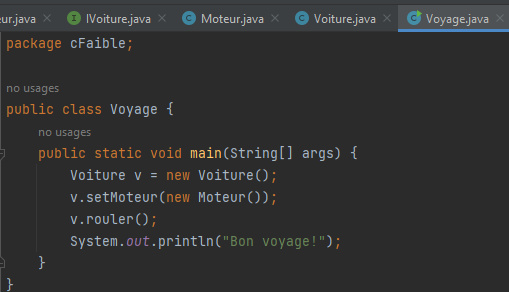 ur.java × IVoiture.java × Moteur.java × Voiture.java × Voyage.java ×
package cFaible;
no usages
public class Voyage {
no usages
public static void main(String[] args) {
Voiture v = new Voiture();
v.setMoteur(new Moteur());
v.rouler();
System.out.println("Bon voyage!");
}
}